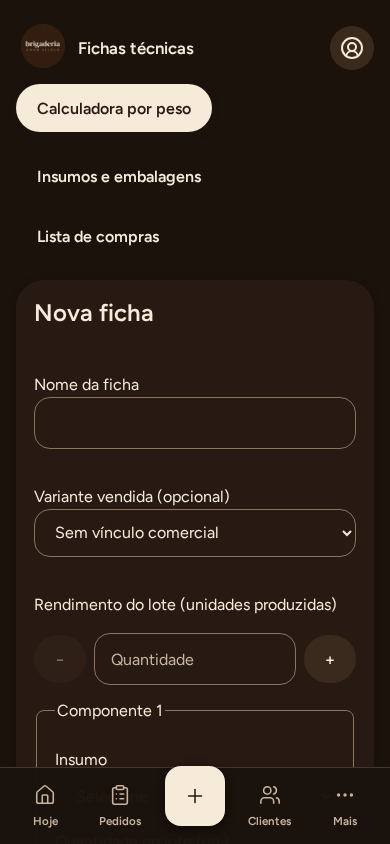 brigaderia
Fichas técnicas
Calculadora por peso
Insumos e embalagens
Lista de compras
Nova ficha
Nome da ficha
Variante vendida (opcional)
Sem vínculo comercial
Rendimento do lote (unidades produzidas)
-
Quantidade
+
Componente 1
Insumo
Hoje
Pedidos
+
Clientes
Mais